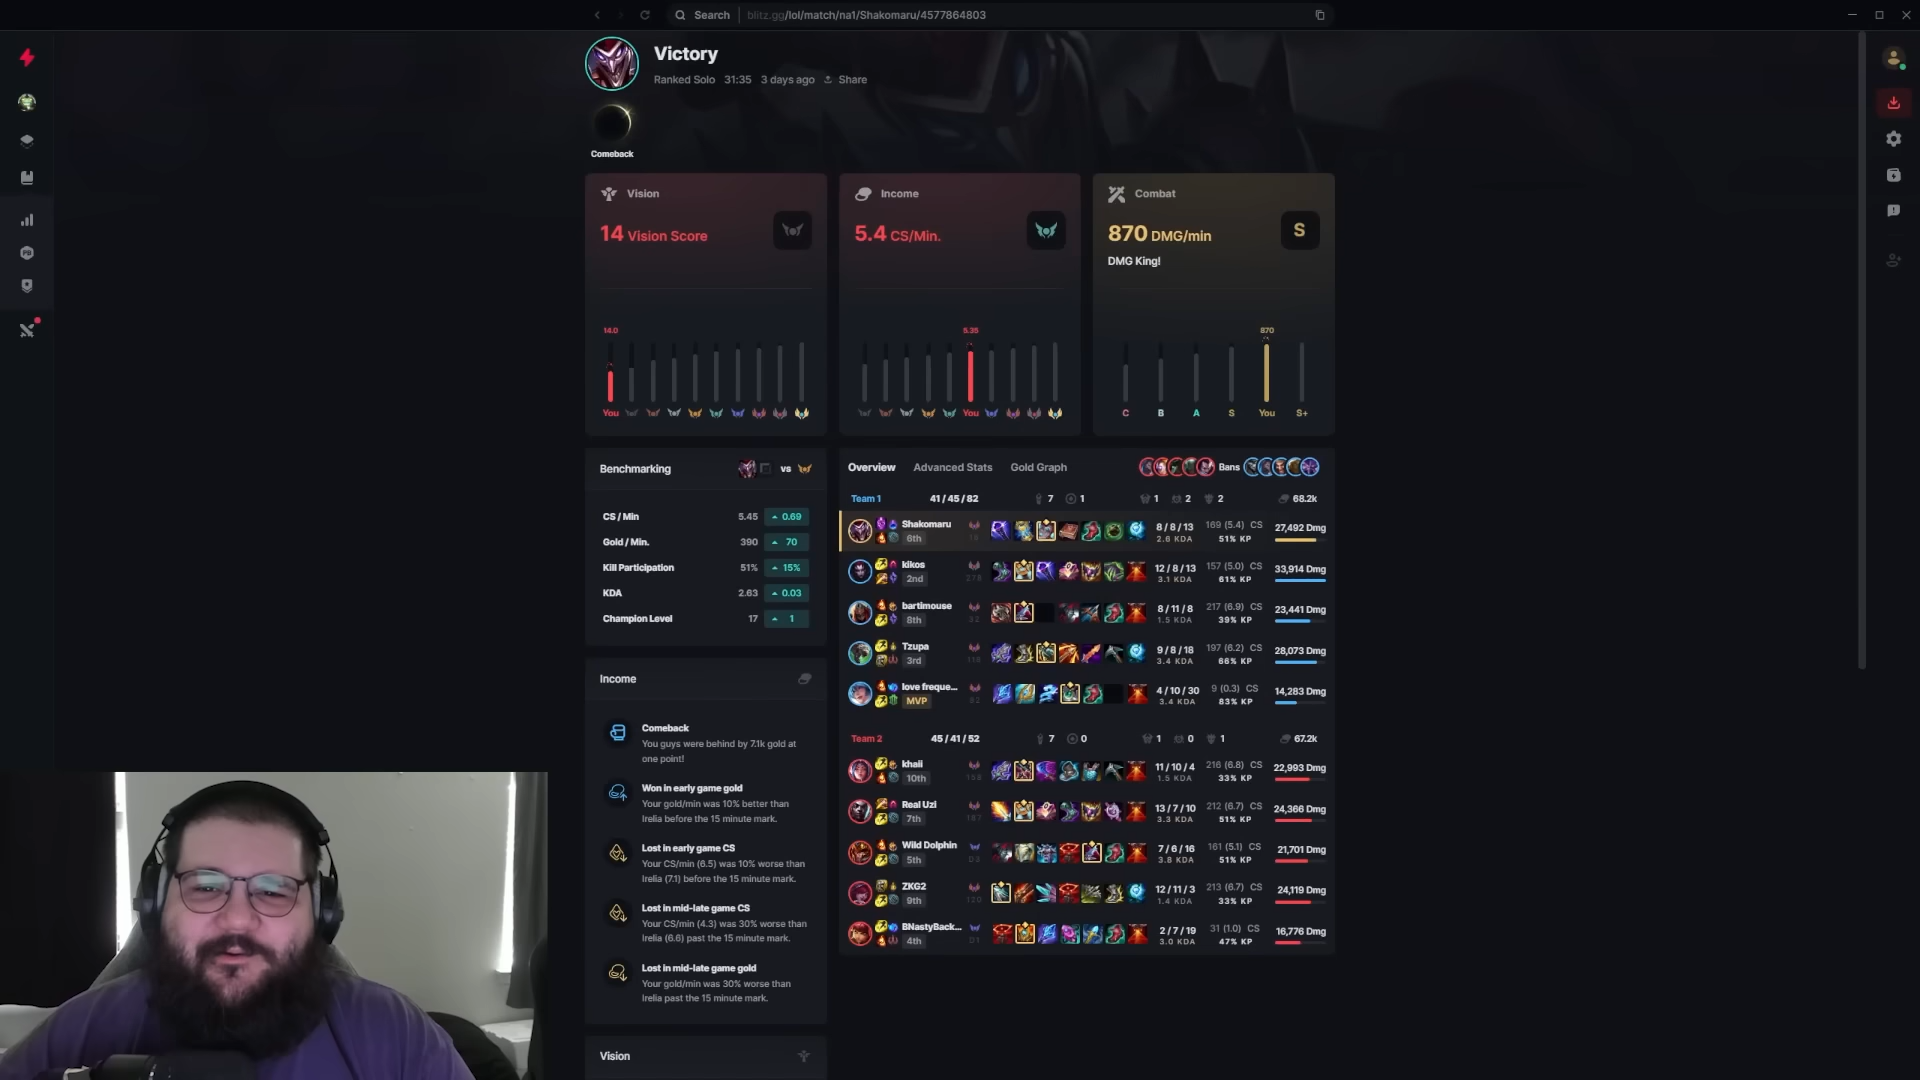 Search blitz.gg/lol/match/na1/Shakomaru/4577864803
Victory
Ranked Solo 31:35 3 days ago Share
Comeback
Vision
14 Vision Score
14.0
You
Income
5.4 CS/Min.
5.35
You
Combat
870 DMG/min
S
DMG King!
870
C B A S You S+
Benchmarking vs
CS / Min 5.45 0.69
Gold / Min. 390 70
Kill Participation 51% 15%
KDA 2.63 0.03
Champion Level 17 1
Income
Comeback
You guys were behind by 7.1k gold at
one point!
Won in early game gold
Your gold/min was 10% better than
Irelia before the 15 minute mark.
Lost in early game CS
Your CS/min (6.5) was 10% worse than
Irelia (7.1) before the 15 minute mark.
Lost in mid-late game CS
Your CS/min (4.3) was 30% worse than
Irelia (6.6) past the 15 minute mark.
Lost in mid-late game gold
Your gold/min was 30% worse than
Irelia past the 15 minute mark.
Vision
Overview Advanced Stats Gold Graph Bans
Team 1 41 / 45 / 82 7 1 1 2 2 68.2k
Shakomaru 8 / 8 / 13 169 (5.4) CS 27,492 Dmg
6th 2.6 KDA 51% KP
kikos 12 / 8 / 13 157 (5.0) CS 33,914 Dmg
2nd 278 3.1 KDA 61% KP
bartimouse 8 / 11 / 8 217 (6.9) CS 23,441 Dmg
8th 32 1.5 KDA 39% KP
Tzupa 9 / 8 / 18 197 (6.2) CS 28,073 Dmg
3rd 3.4 KDA 66% KP
love freque... 4 / 10 / 30 9 (0.3) CS 14,283 Dmg
MVP 3.4 KDA 83% KP
Team 2 45 / 41 / 52 7 0 1 0 1 67.2k
khaii 11 / 10 / 4 216 (6.8) CS 22,993 Dmg
10th 1.5 KDA 33% KP
Real Uzi 13 / 7 / 10 212 (6.7) CS 24,366 Dmg
7th 187 3.3 KDA 51% KP
Wild Dolphin 7 / 6 / 16 161 (5.1) CS 21,701 Dmg
5th 3.8 KDA 51% KP
ZKG2 12 / 11 / 3 213 (6.7) CS 24,119 Dmg
9th 120 1.4 KDA 33% KP
BNastyBack... 2 / 7 / 19 31 (1.0) CS 16,776 Dmg
4th D1 3.0 KDA 47% KP